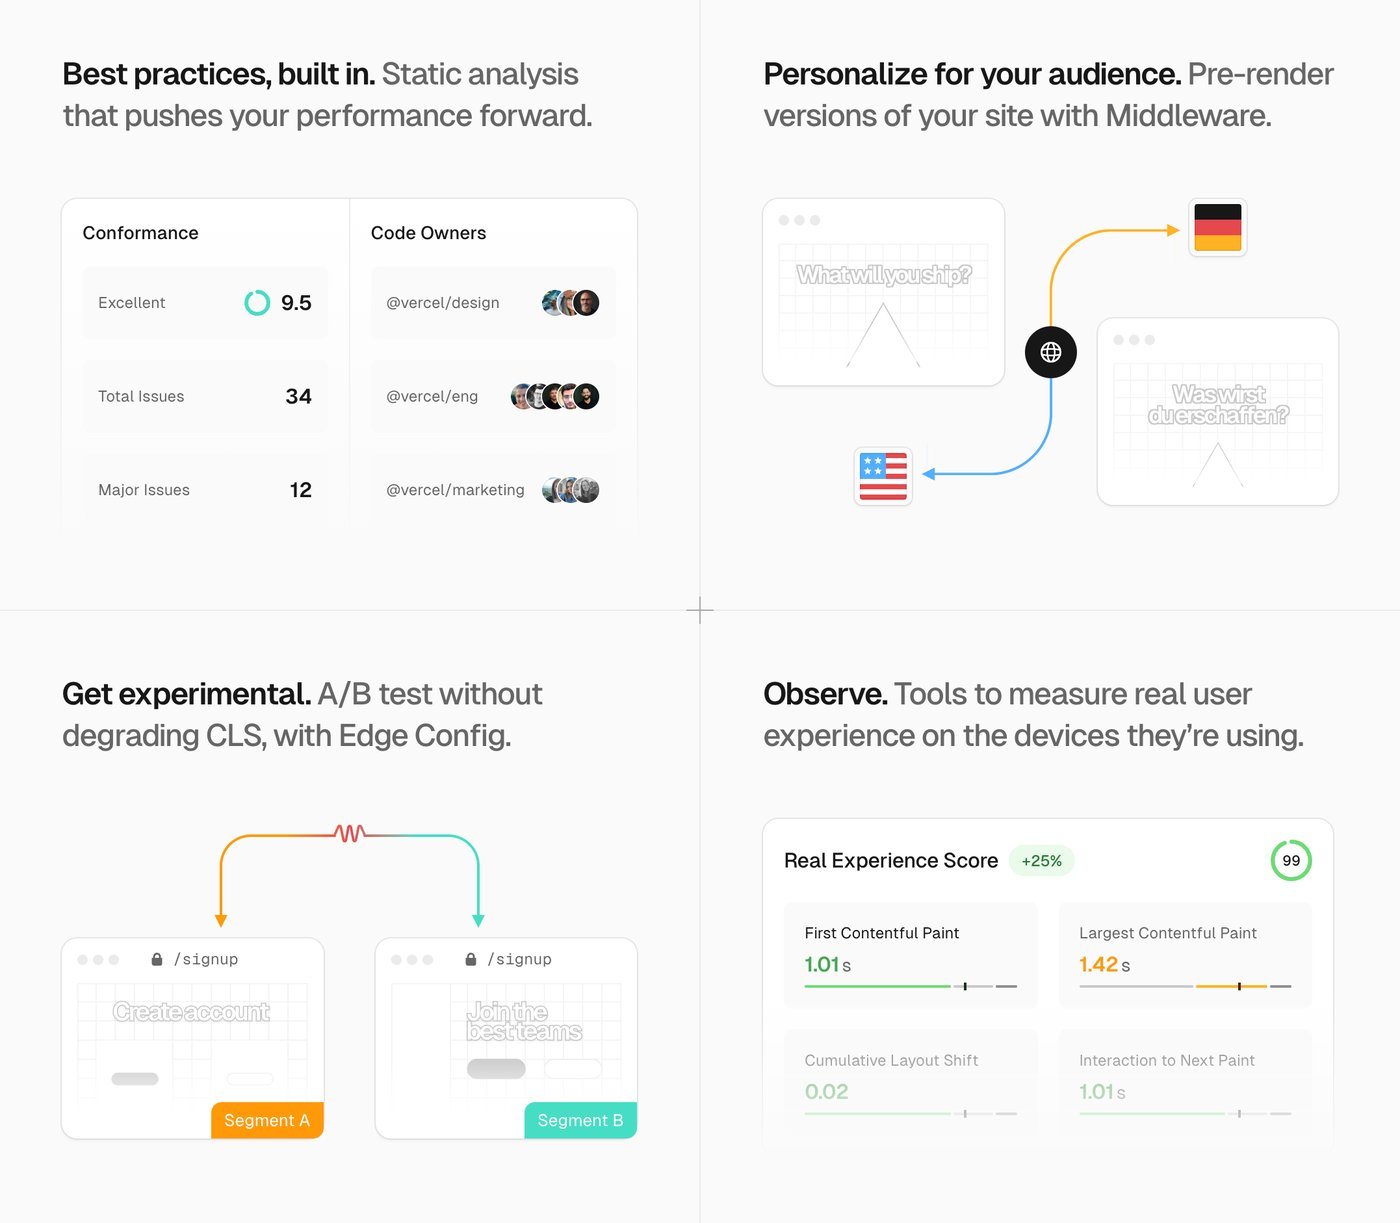 Best practices, built in. Static analysis
that pushes your performance forward.
Conformance
Excellent 9.5
Total Issues 34
Major Issues 12
Code Owners
@vercel/design
@vercel/eng
@vercel/marketing
Personalize for your audience. Pre-render
versions of your site with Middleware.
What will you ship?
Was wirst
du erschaffen?
Get experimental. A/B test without
degrading CLS, with Edge Config.
/signup
Create account
Segment A
/signup
Join the
best teams
Segment B
Observe. Tools to measure real user
experience on the devices they’re using.
Real Experience Score +25% 99
First Contentful Paint
1.01 s
Largest Contentful Paint
1.42 s
Cumulative Layout Shift
0.02
Interaction to Next Paint
1.01 s